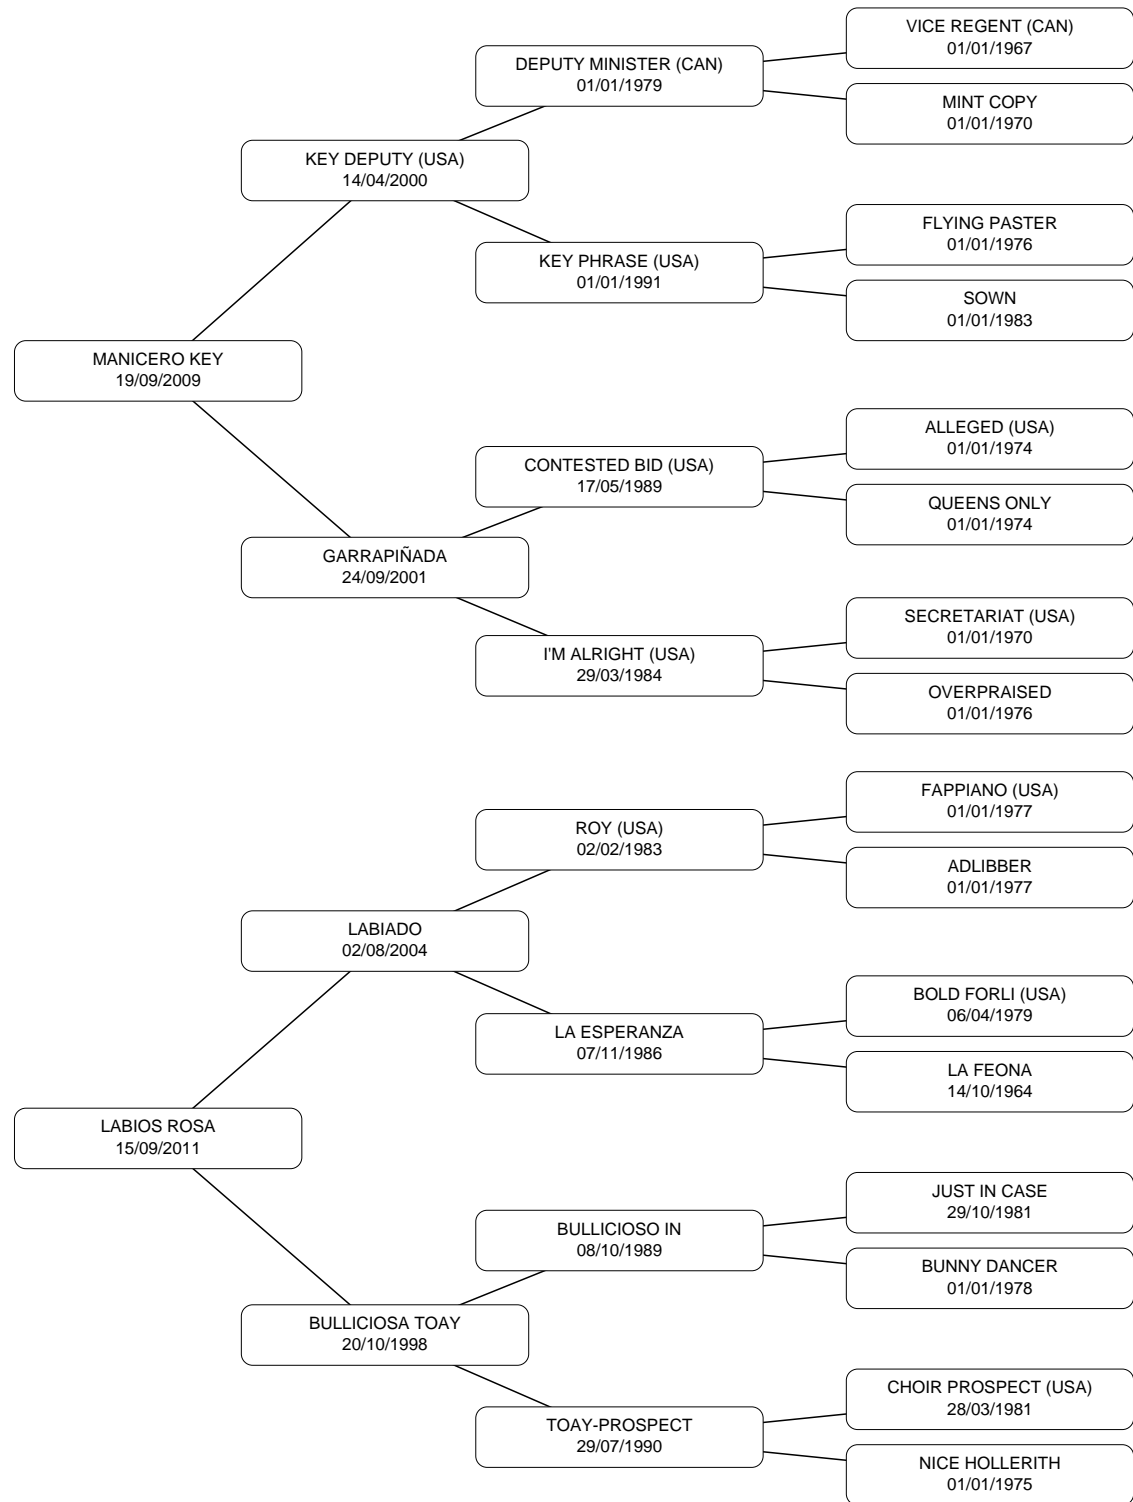 VICE REGENT (CAN)
01/01/1967
DEPUTY MINISTER (CAN)
01/01/1979
MINT COPY
01/01/1970
KEY DEPUTY (USA)
14/04/2000
FLYING PASTER
01/01/1976
KEY PHRASE (USA)
01/01/1991
SOWN
01/01/1983
MANICERO KEY
19/09/2009
ALLEGED (USA)
01/01/1974
CONTESTED BID (USA)
17/05/1989
QUEENS ONLY
01/01/1974
GARRAPIÑADA
24/09/2001
SECRETARIAT (USA)
01/01/1970
I'M ALRIGHT (USA)
29/03/1984
OVERPRAISED
01/01/1976
FAPPIANO (USA)
01/01/1977
ROY (USA)
02/02/1983
ADLIBBER
01/01/1977
LABIADO
02/08/2004
BOLD FORLI (USA)
06/04/1979
LA ESPERANZA
07/11/1986
LA FEONA
14/10/1964
LABIOS ROSA
15/09/2011
JUST IN CASE
29/10/1981
BULLICIOSO IN
08/10/1989
BUNNY DANCER
01/01/1978
BULLICIOSA TOAY
20/10/1998
CHOIR PROSPECT (USA)
28/03/1981
TOAY-PROSPECT
29/07/1990
NICE HOLLERITH
01/01/1975